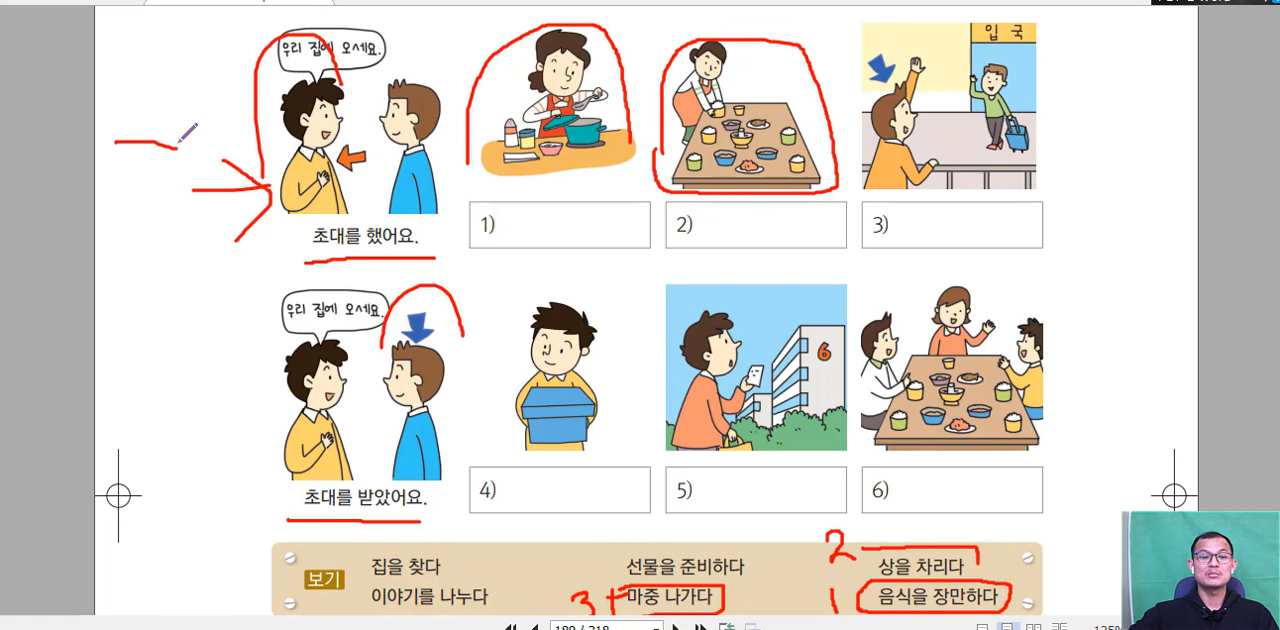 우리 집에 오세요.
입국
초대를 했어요.
1)
2)
3)
우리 집에 오세요.
6
초대를 받았어요.
4)
5)
6)
2
보기
집을 찾다
선물을 준비하다
상을 차리다
이야기를 나누다
3
마중 나가다
1
음식을 장만하다
189 / 218
125%